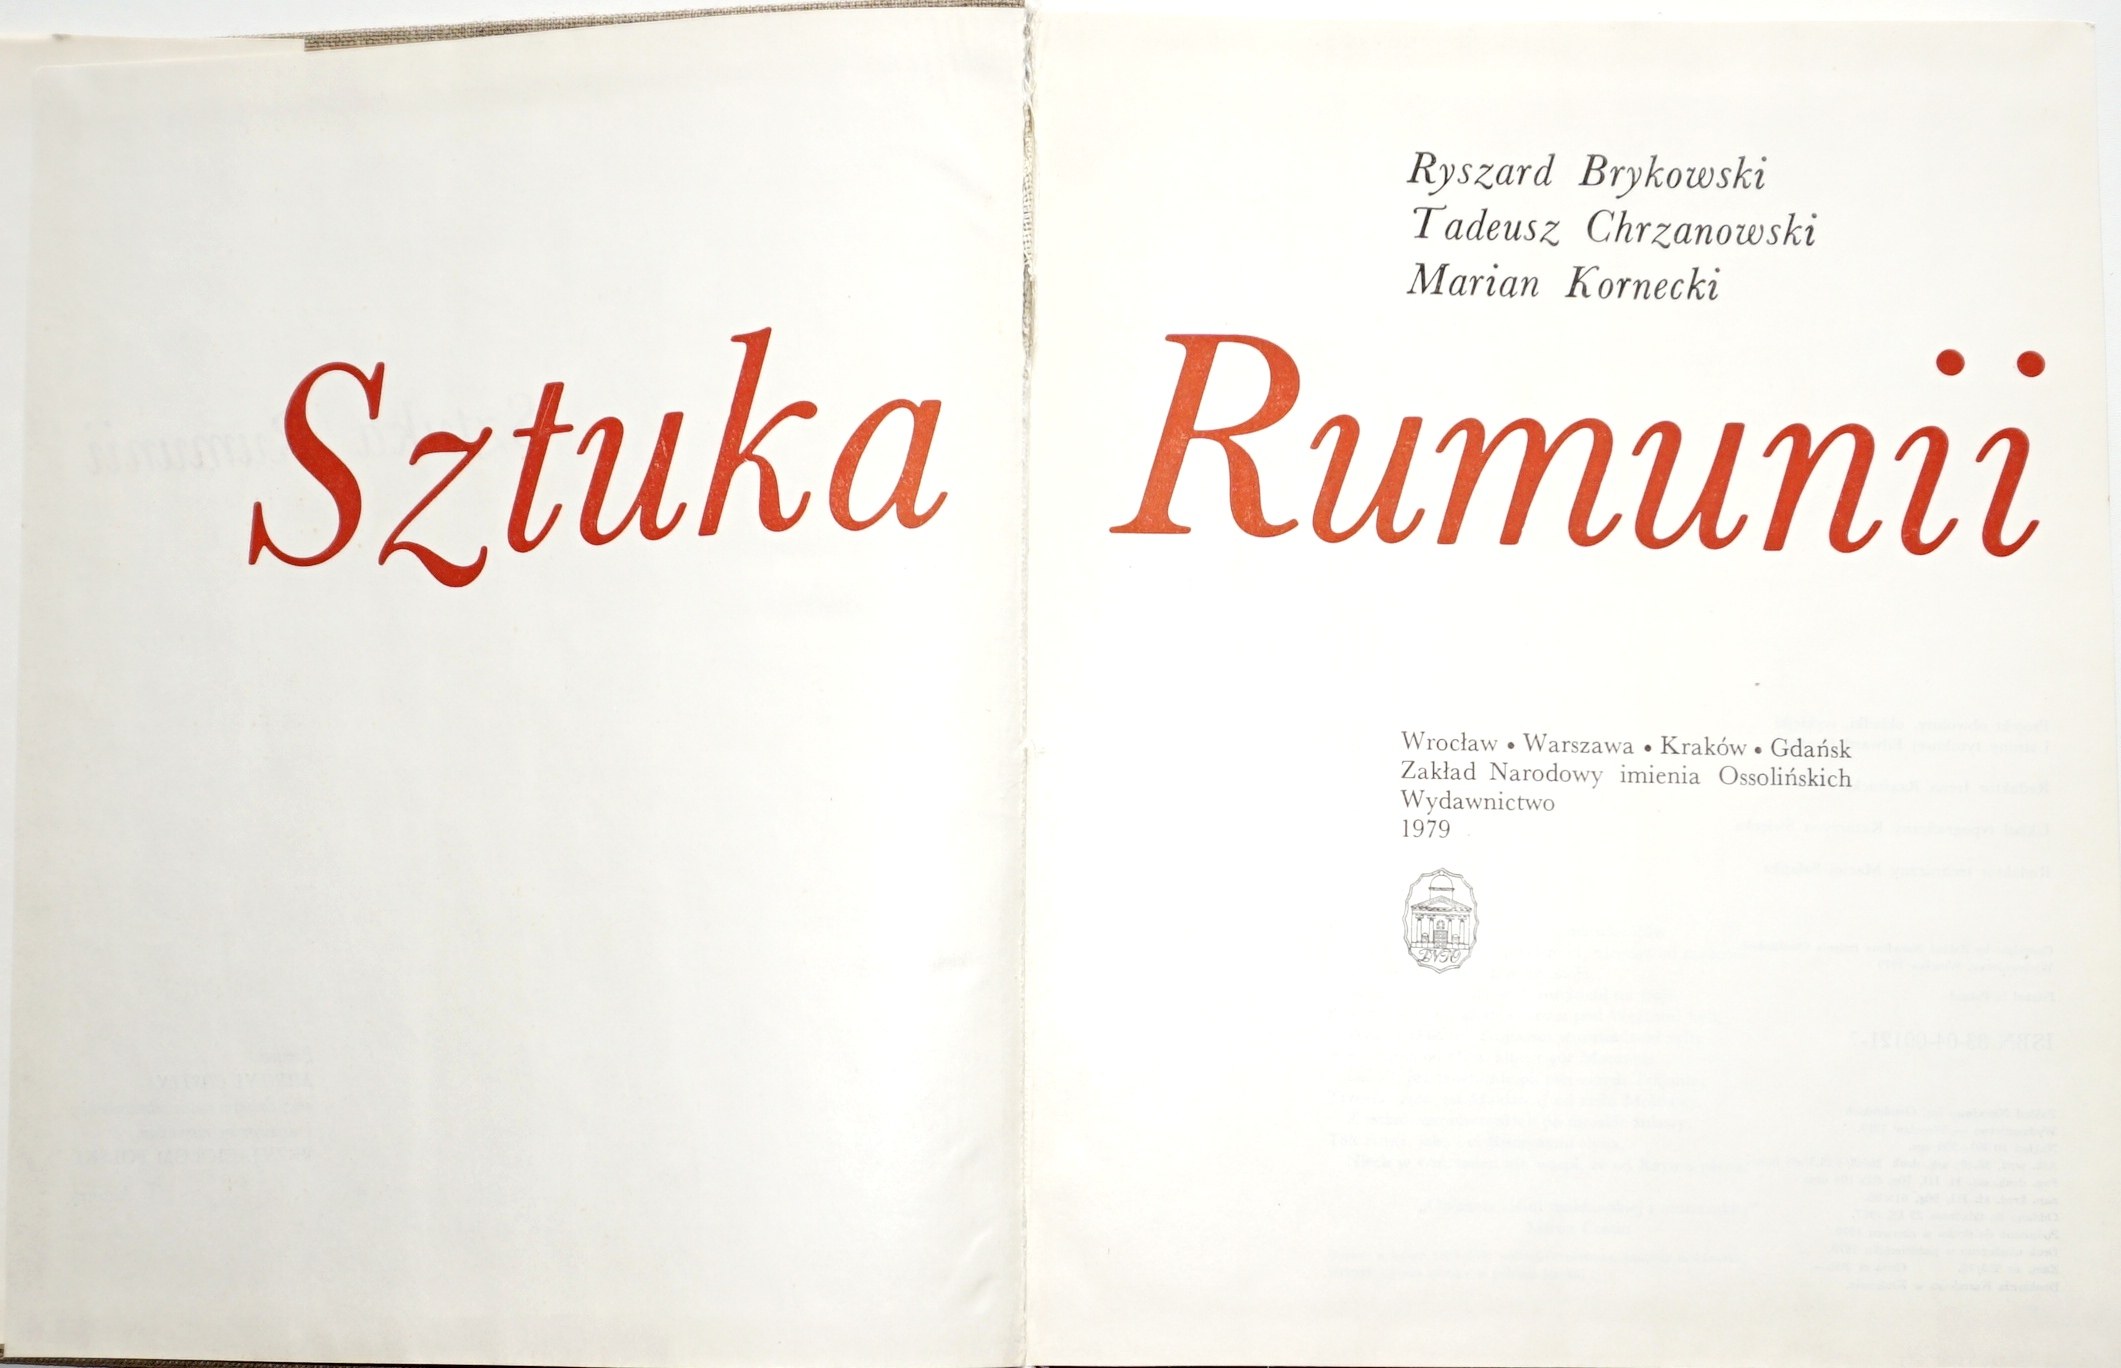 Ryszard Brykowski
Tadeusz Chrzanowski
Marian Kornecki
Sztuka Rumunii
Wrocław • Warszawa • Kraków • Gdańsk
Zakład Narodowy imienia Ossolińskich
Wydawnictwo
1979